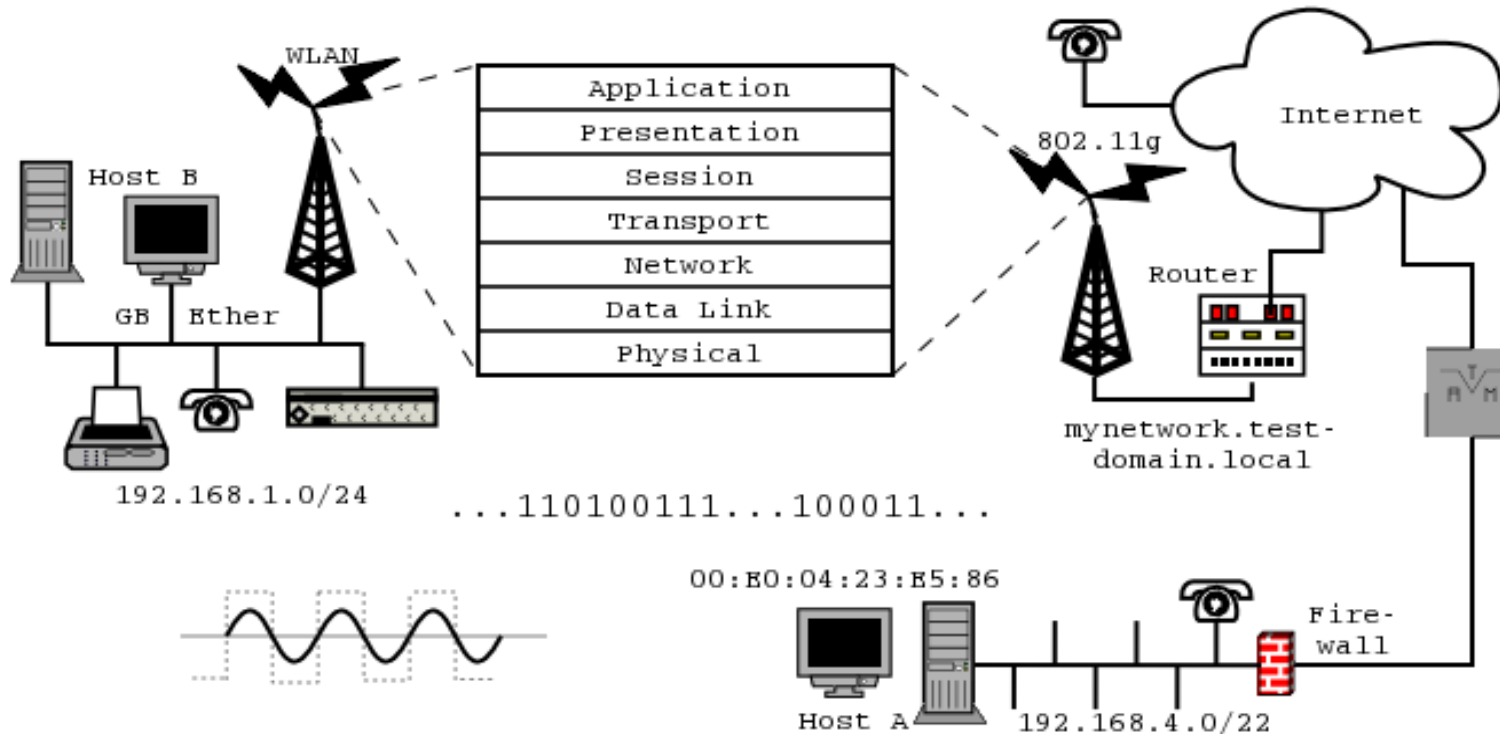 WLAN
Application
Presentation
Session
Transport
Network
Data Link
Physical
Internet
802.11g
Host B
GB Ether
Router
ATM
mynetwork.test-
domain.local
192.168.1.0/24
...110100111...100011...
00:E0:04:23:E5:86
Fire-
wall
Host A
192.168.4.0/22